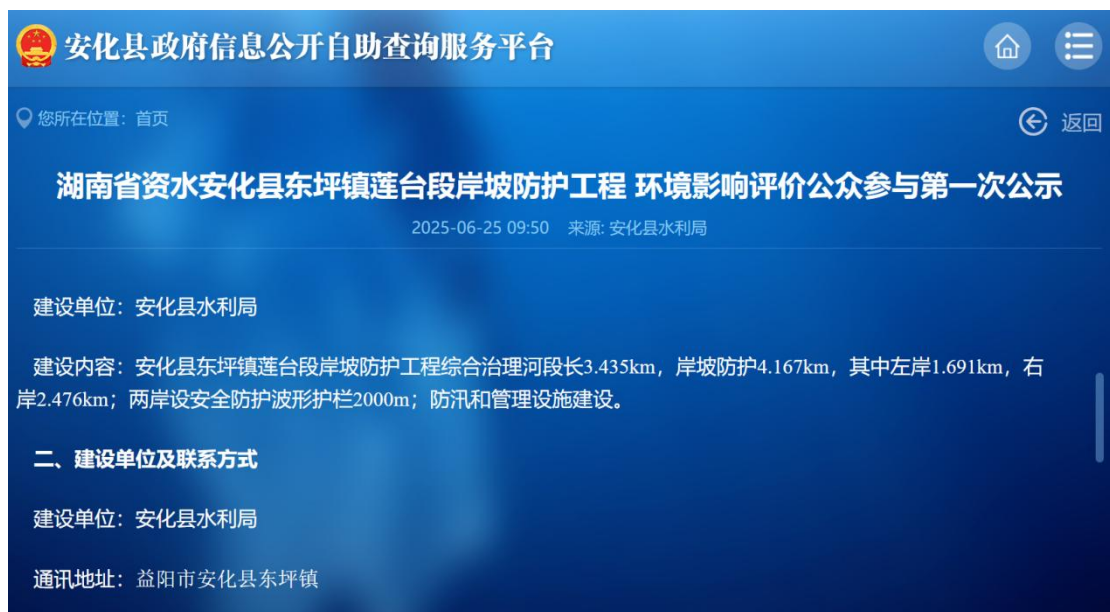 安化县政府信息公开自助查询服务平台
您所在位置：首页
返回
湖南省资水安化县东坪镇莲台段岸坡防护工程 环境影响评价公众参与第一次公示
2025-06-25 09:50 来源: 安化县水利局
建设单位：安化县水利局
建设内容：安化县东坪镇莲台段岸坡防护工程综合治理河段长3.435km，岸坡防护4.167km，其中左岸1.691km，右
岸2.476km；两岸设安全防护波形护栏2000m；防汛和管理设施建设。
二、建设单位及联系方式
建设单位：安化县水利局
通讯地址：益阳市安化县东坪镇